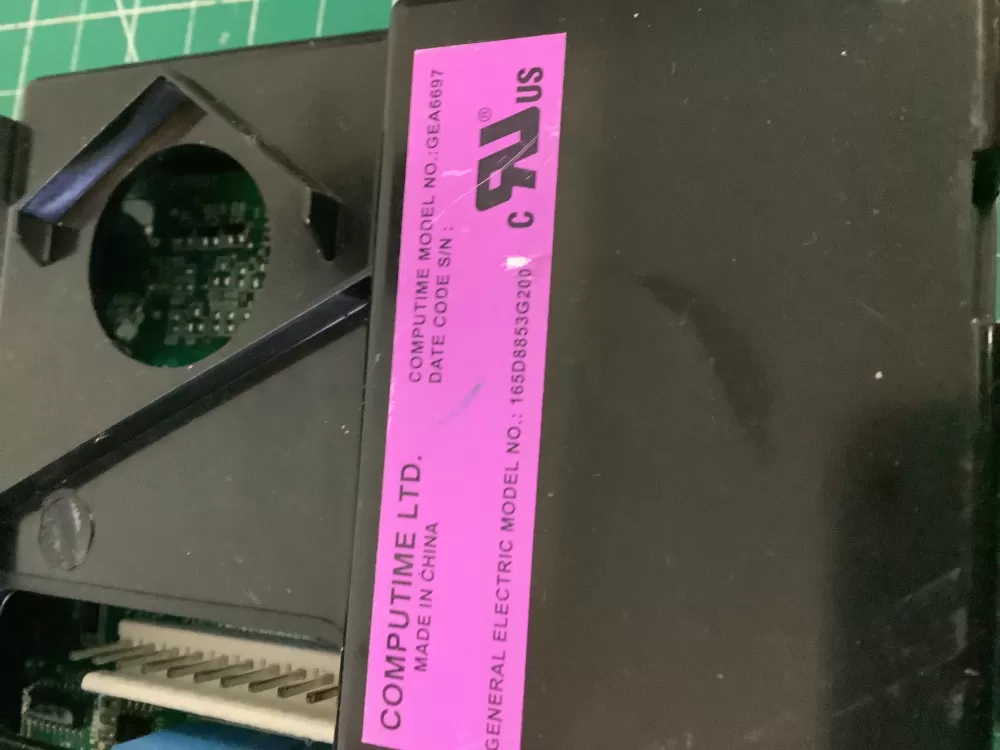 COMPUTIME LTD.
MADE IN CHINA
COMPUTIME MODEL NO.:GEA6697
DATE CODE S/N:
GENERAL ELECTRIC MODEL NO.: 165D8853G200
C US